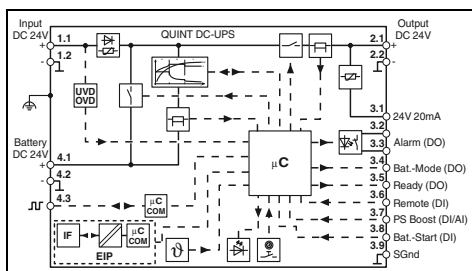 Input
DC 24V
+
1.1
1.2
-
QUINT DC-UPS
Output
DC 24V
2.1
+
2.2
-
UVD
OVD
3.1
24V 20mA
3.2
Alarm (DO)
3.3
3.4
Bat.-Mode (DO)
3.5
Ready (DO)
3.6
Remote (DI)
3.7
PS Boost (DI/AI)
3.8
Bat.-Start (DI)
3.9
SGnd
Battery
DC 24V
+
4.1
4.2
-
4.3
µC
µC
COM
IF
µC
COM
EIP
ϑ